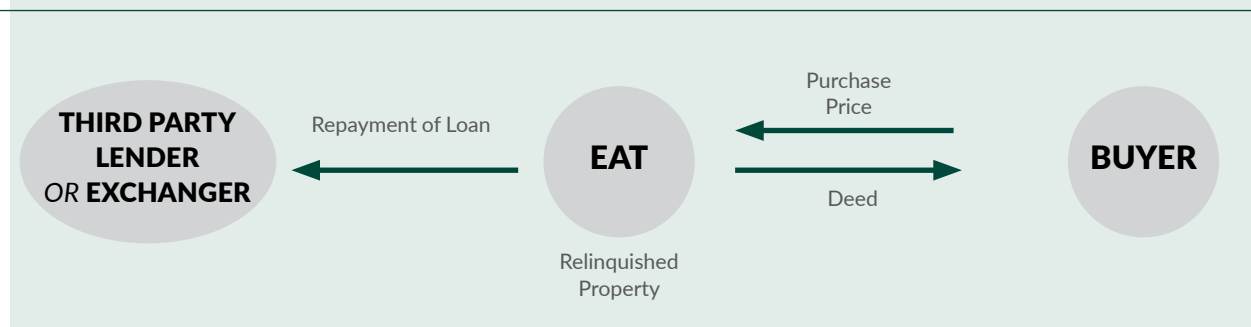 THIRD PARTY
LENDER
OR EXCHANGER
Repayment of Loan
EAT
Relinquished
Property
Purchase
Price
Deed
BUYER